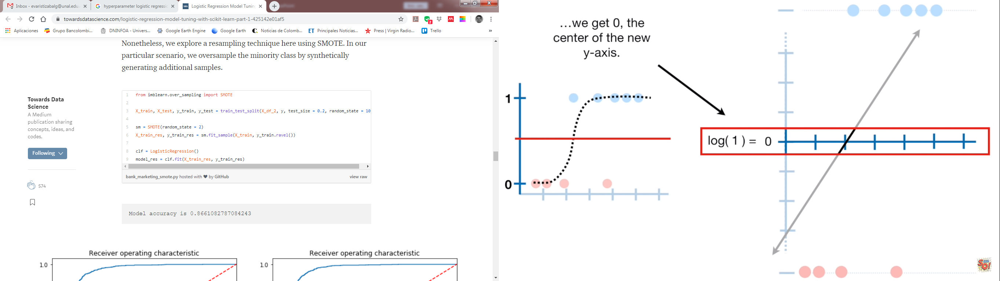 Inbox - evaristizabalg@unal.edu.
hyperparameter logistic regressic
Logistic Regression Model Tunin
towardsdatascience.com/logistic-regression-model-tuning-with-scikit-learn-part-1-425142e01af5
2
Aplicaciones
Grupo Bancolombi...
DNINFOA - Univers...
Google Earth Engine
Google Earth
Noticias de Colomb...
ET Principales Noticias...
Press | Virgin Radio...
Trello
»
Nonetheless, we explore a resampling technique here using SMOTE. In our
particular scenario, we oversample the minority class by synthetically
generating additional samples.
Towards Data
Science
A Medium
publication sharing
concepts, ideas, and
codes.
Following
574
1 from imblearn.over_sampling import SMOTE
2
3 X_train, X_test, y_train, y_test = train_test_split(X_df_2, y, test_size = 0.2, random_state = 10
4
5 sm = SMOTE(random_state = 2)
6 X_train_res, y_train_res = sm.fit_sample(X_train, y_train.ravel())
7
8 clf = LogisticRegression()
9 model_res = clf.fit(X_train_res, y_train_res)
bank_marketing_smote.py hosted with ❤ by GitHub
view raw
Model accuracy is 0.8661082787084243
Receiver operating characteristic
1.0
Receiver operating characteristic
1.0
...we get 0, the
center of the new
y-axis.
1
0
log( 1 ) = 0